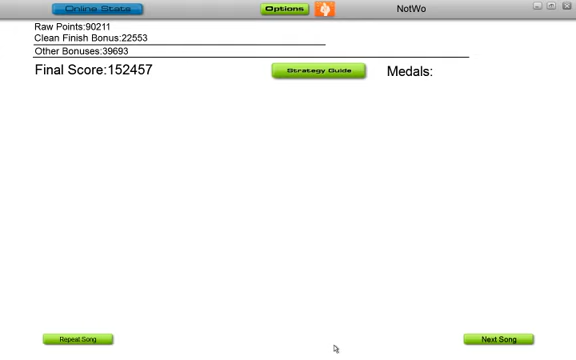 Online Stats
Options
NotWo
Raw Points:90211
Clean Finish Bonus:22553
Other Bonuses:39693
Final Score:152457
Strategy Guide
Medals:
Repeat Song
Next Song